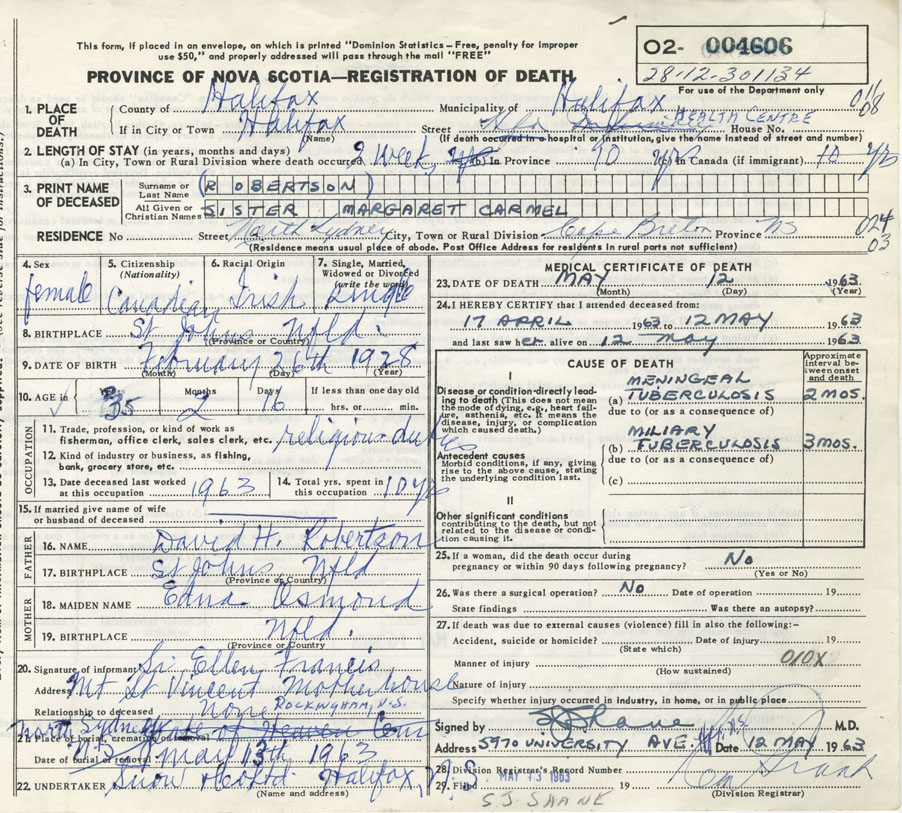 This form, if placed in an envelope, on which is printed "Dominion Statistics – Free, penalty for improper
use $50," and properly addressed will pass through the mail "FREE"
PROVINCE OF NOVA SCOTIA—REGISTRATION OF DEATH
O2- 004606
28-12-301134
For use of the Department only
1. PLACE OF DEATH County of Halifax Municipality of Halifax
If in City or Town Halifax Street HEALTH CENTRE House No.
(Name) (If death occurred in a hospital or institution, give the name instead of street and number)
2. LENGTH OF STAY (in years, months and days)
(a) In City, Town or Rural Division where death occurred 2 Week (b) In Province 10 yrs (c) In Canada (if immigrant) 10 yrs
3. PRINT NAME OF DECEASED Surname or Last Name ROBERTSON
All Given or Christian Names SISTER MARGARET CARMEL
RESIDENCE No Street North Sydney City, Town or Rural Division Cape Breton Province NS
024
03
(Residence means usual place of abode. Post Office Address for residents in rural parts not sufficient)
4. Sex 5. Citizenship (Nationality) 6. Racial Origin 7. Single, Married, Widowed or Divorced (write the word)
female Canadian Irish Single
8. BIRTHPLACE St Johns Nfld.
(Province or Country)
9. DATE OF BIRTH February 26th 1928
(Month) (Day) (Year)
10. AGE in 35 Months 2 Days 16 If less than one day old
hrs. or min.
OCCUPATION
11. Trade, profession, or kind of work as
fisherman, office clerk, sales clerk, etc. religious duties
12. Kind of industry or business, as fishing,
bank, grocery store, etc.
13. Date deceased last worked at this occupation 1963 14. Total yrs. spent in this occupation 10 yrs
15. If married give name of wife
or husband of deceased
FATHER
16. NAME David H. Robertson
17. BIRTHPLACE St Johns Nfld
(Province or Country)
MOTHER
18. MAIDEN NAME Edna Osmond
19. BIRTHPLACE Nfld.
(Province or Country)
20. Signature of informant Sr. Ellen Francis
Address Mt St Vincent Motherhouse
Relationship to deceased none ROCKINGHAM, N.S.
North Sydney Gate of Heaven Cem
21. Place of burial, cremation or removal
Date of burial or removal May 13th 1963
22. UNDERTAKER Snow Halifax, N.S.
(Name and address)
MEDICAL CERTIFICATE OF DEATH
23. DATE OF DEATH MAY 12 1963
(Month) (Day) (Year)
24. I HEREBY CERTIFY that I attended deceased from:
17 APRIL 1963 to 12 MAY 1963
and last saw her alive on 12 May 1963
CAUSE OF DEATH
Approximate interval between onset and death
I
Disease or condition directly leading to death (This does not mean the mode of dying, e.g., heart failure, asthenia, etc. It means the disease, injury, or complication which caused death.)
(a) MENINGEAL TUBERCULOSIS 2 MOS.
due to (or as a consequence of)
Antecedent causes
Morbid conditions, if any, giving rise to the above cause, stating the underlying condition last.
(b) MILIARY TUBERCULOSIS 3 MOS.
due to (or as a consequence of)
(c)
II
Other significant conditions
contributing to the death, but not related to the disease or condition causing it.
25. If a woman, did the death occur during
pregnancy or within 90 days following pregnancy? No
(Yes or No)
26. Was there a surgical operation? No Date of operation 19
State findings Was there an autopsy?
27. If death was due to external causes (violence) fill in also the following:–
Accident, suicide or homicide? Date of injury 19
(State which)
Manner of injury 010X
(How sustained)
Nature of injury
Specify whether injury occurred in industry, in home, or in public place
Signed by S J Shane M.D.
Address 5970 UNIVERSITY AVE. Date 12 MAY 1963
28. Division Registrar's Record Number
29. Filed MAY 13 1963 19
(Division Registrar)
S J SHANE